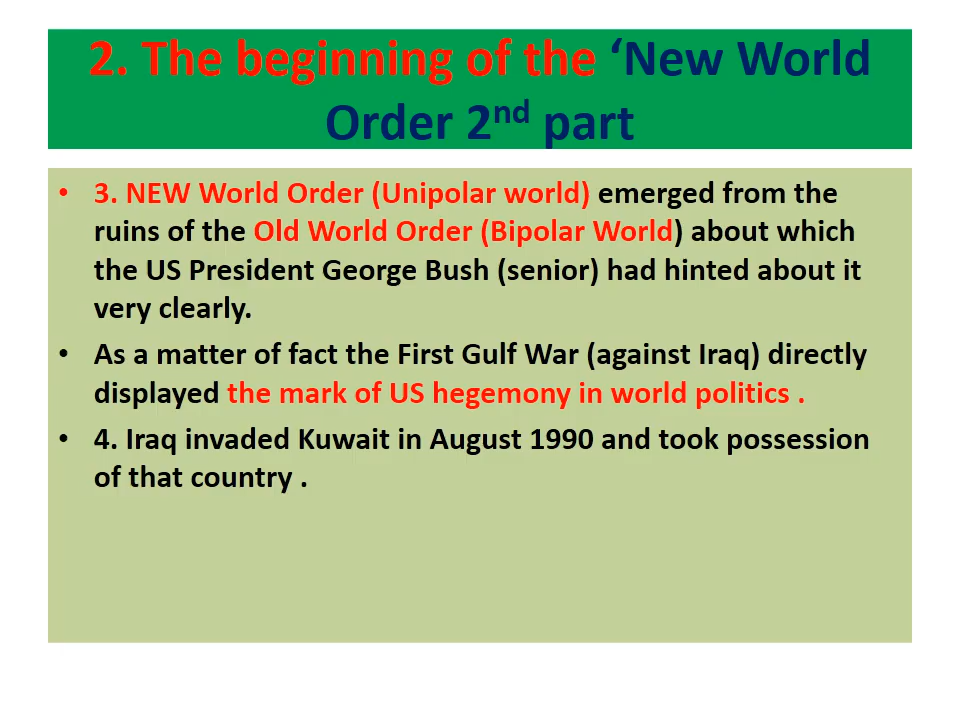 2. The beginning of the ‘New World
Order 2nd part
• 3. NEW World Order (Unipolar world) emerged from the
ruins of the Old World Order (Bipolar World) about which
the US President George Bush (senior) had hinted about it
very clearly.
• As a matter of fact the First Gulf War (against Iraq) directly
displayed the mark of US hegemony in world politics .
• 4. Iraq invaded Kuwait in August 1990 and took possession
of that country .